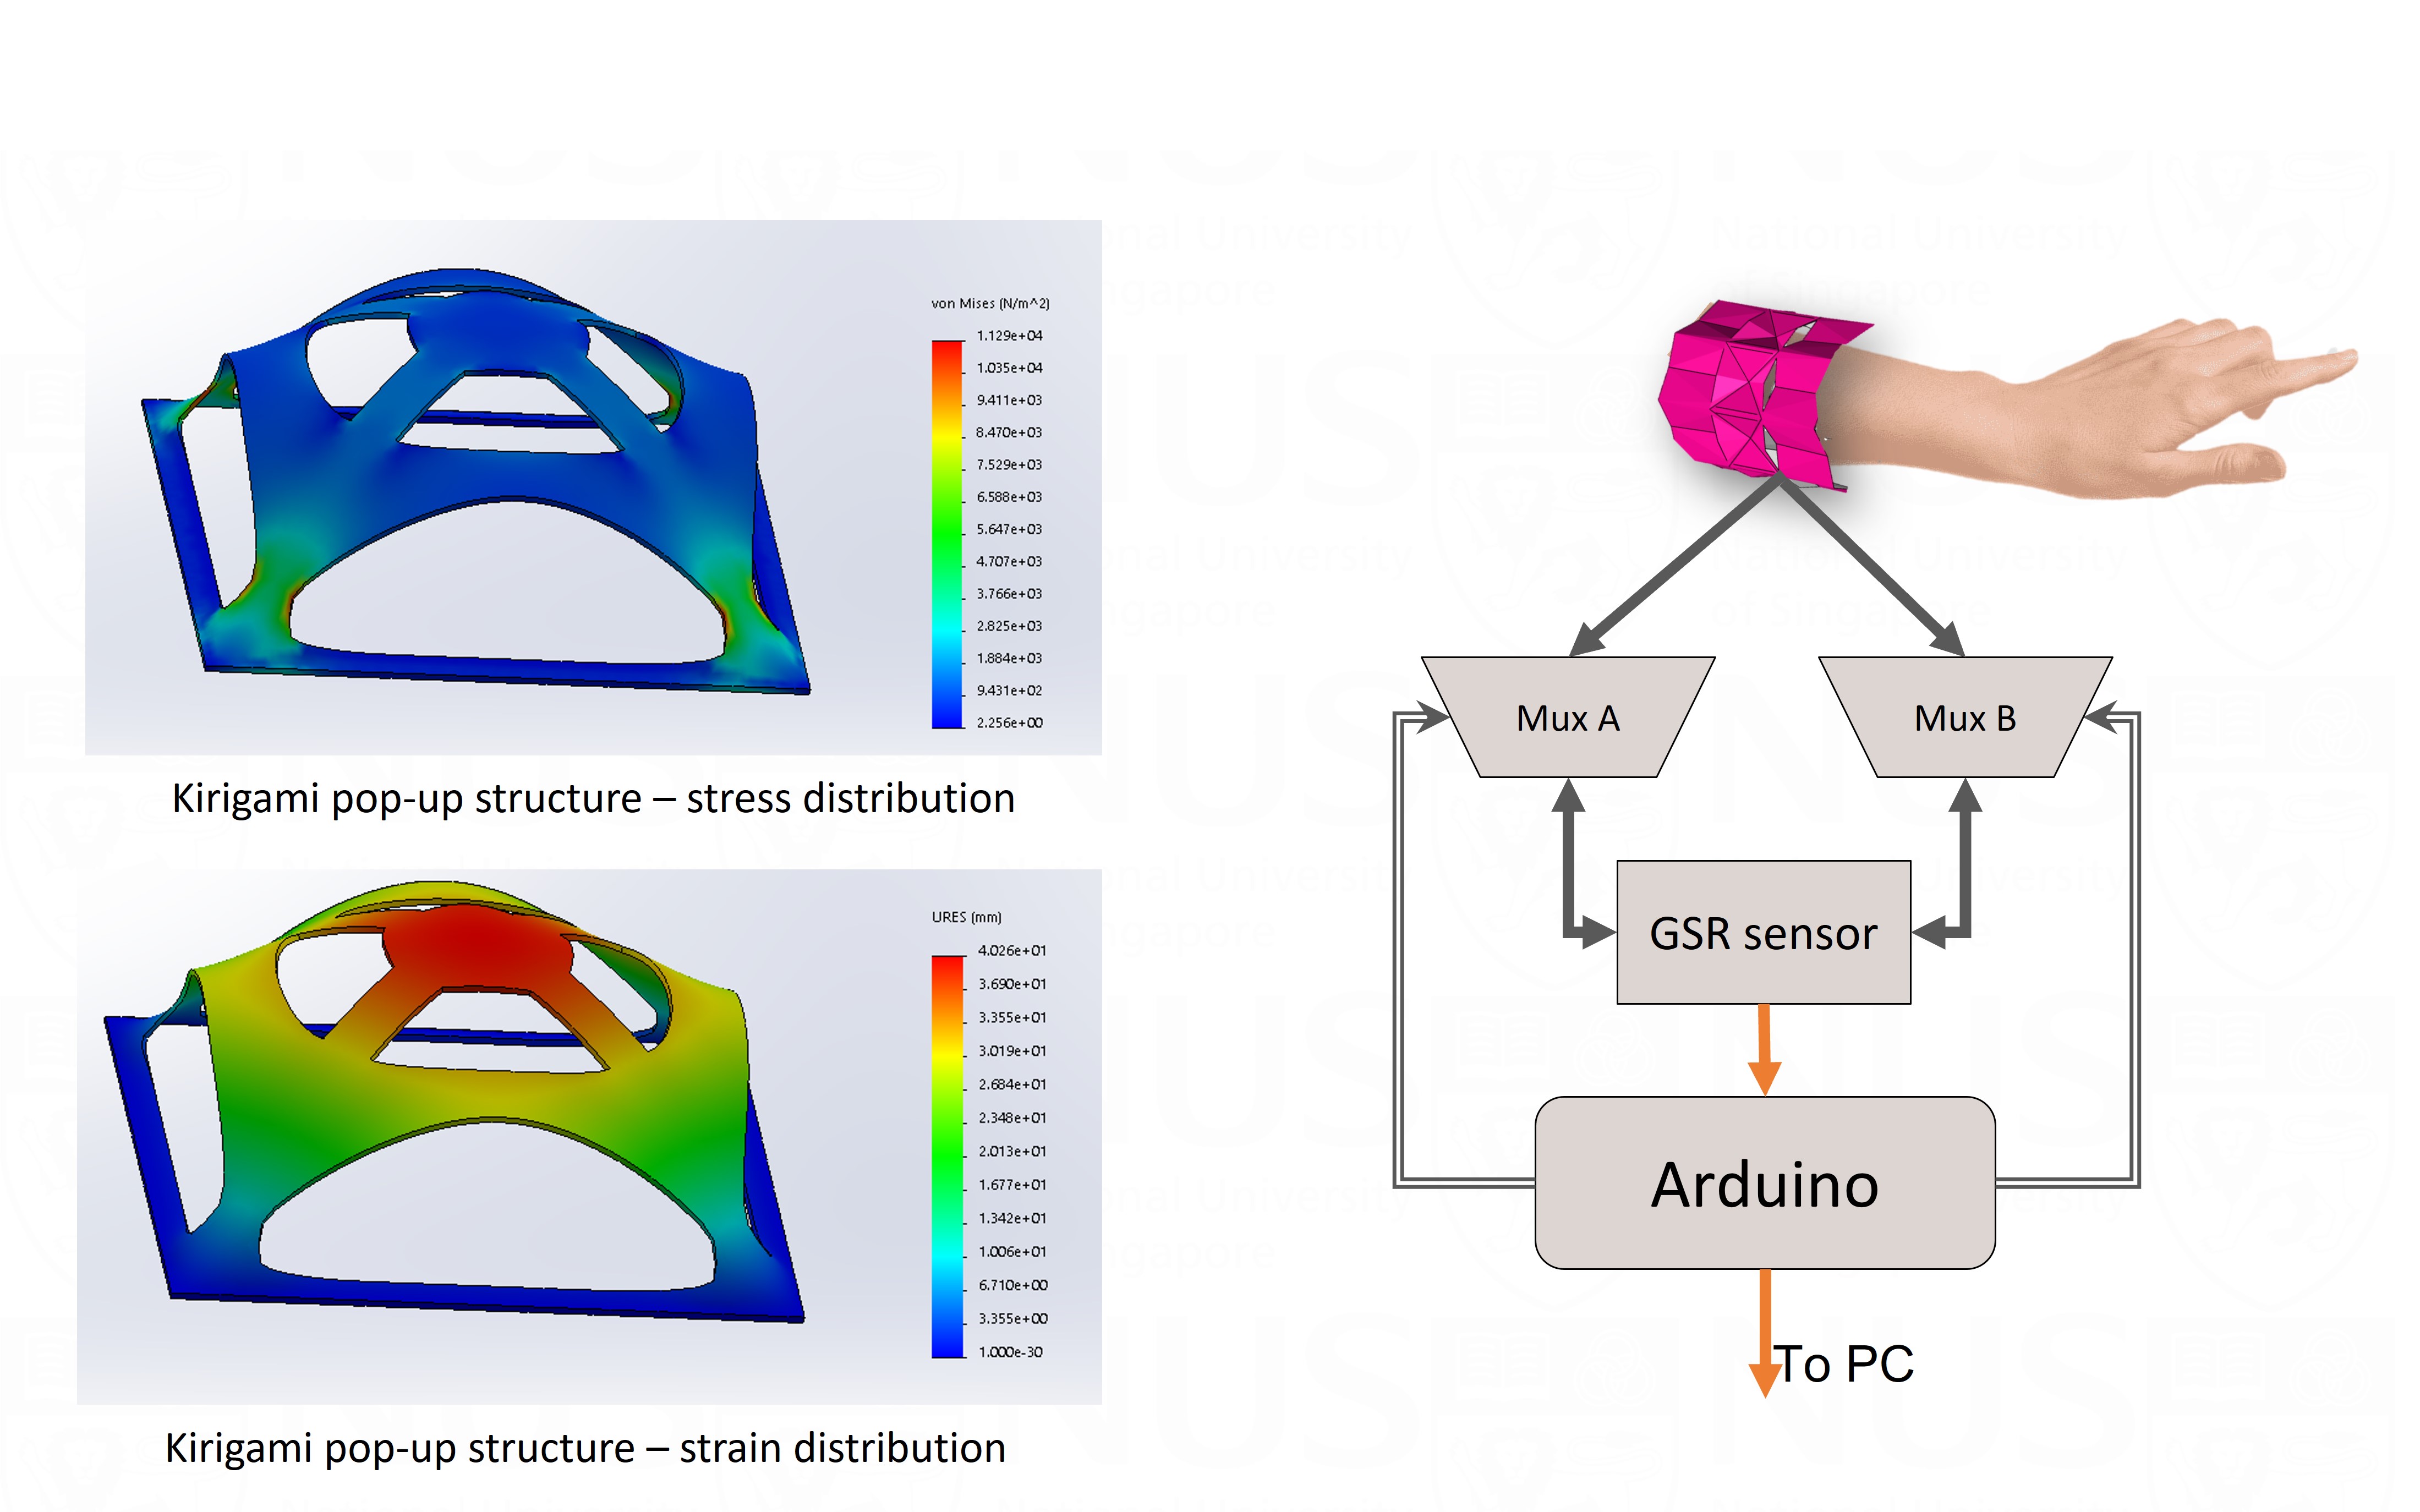 von Mises (N/m^2)
1.129e+04
1.035e+04
9.411e+03
8.470e+03
7.529e+03
6.588e+03
5.647e+03
4.707e+03
3.766e+03
2.825e+03
1.884e+03
9.431e+02
2.256e+00
Kirigami pop-up structure – stress distribution
URES (mm)
4.026e+01
3.690e+01
3.355e+01
3.019e+01
2.684e+01
2.348e+01
2.013e+01
1.677e+01
1.342e+01
1.006e+01
6.710e+00
3.355e+00
1.000e-30
Kirigami pop-up structure – strain distribution
Mux A
Mux B
GSR sensor
Arduino
To PC
NUS
National University
of Singapore